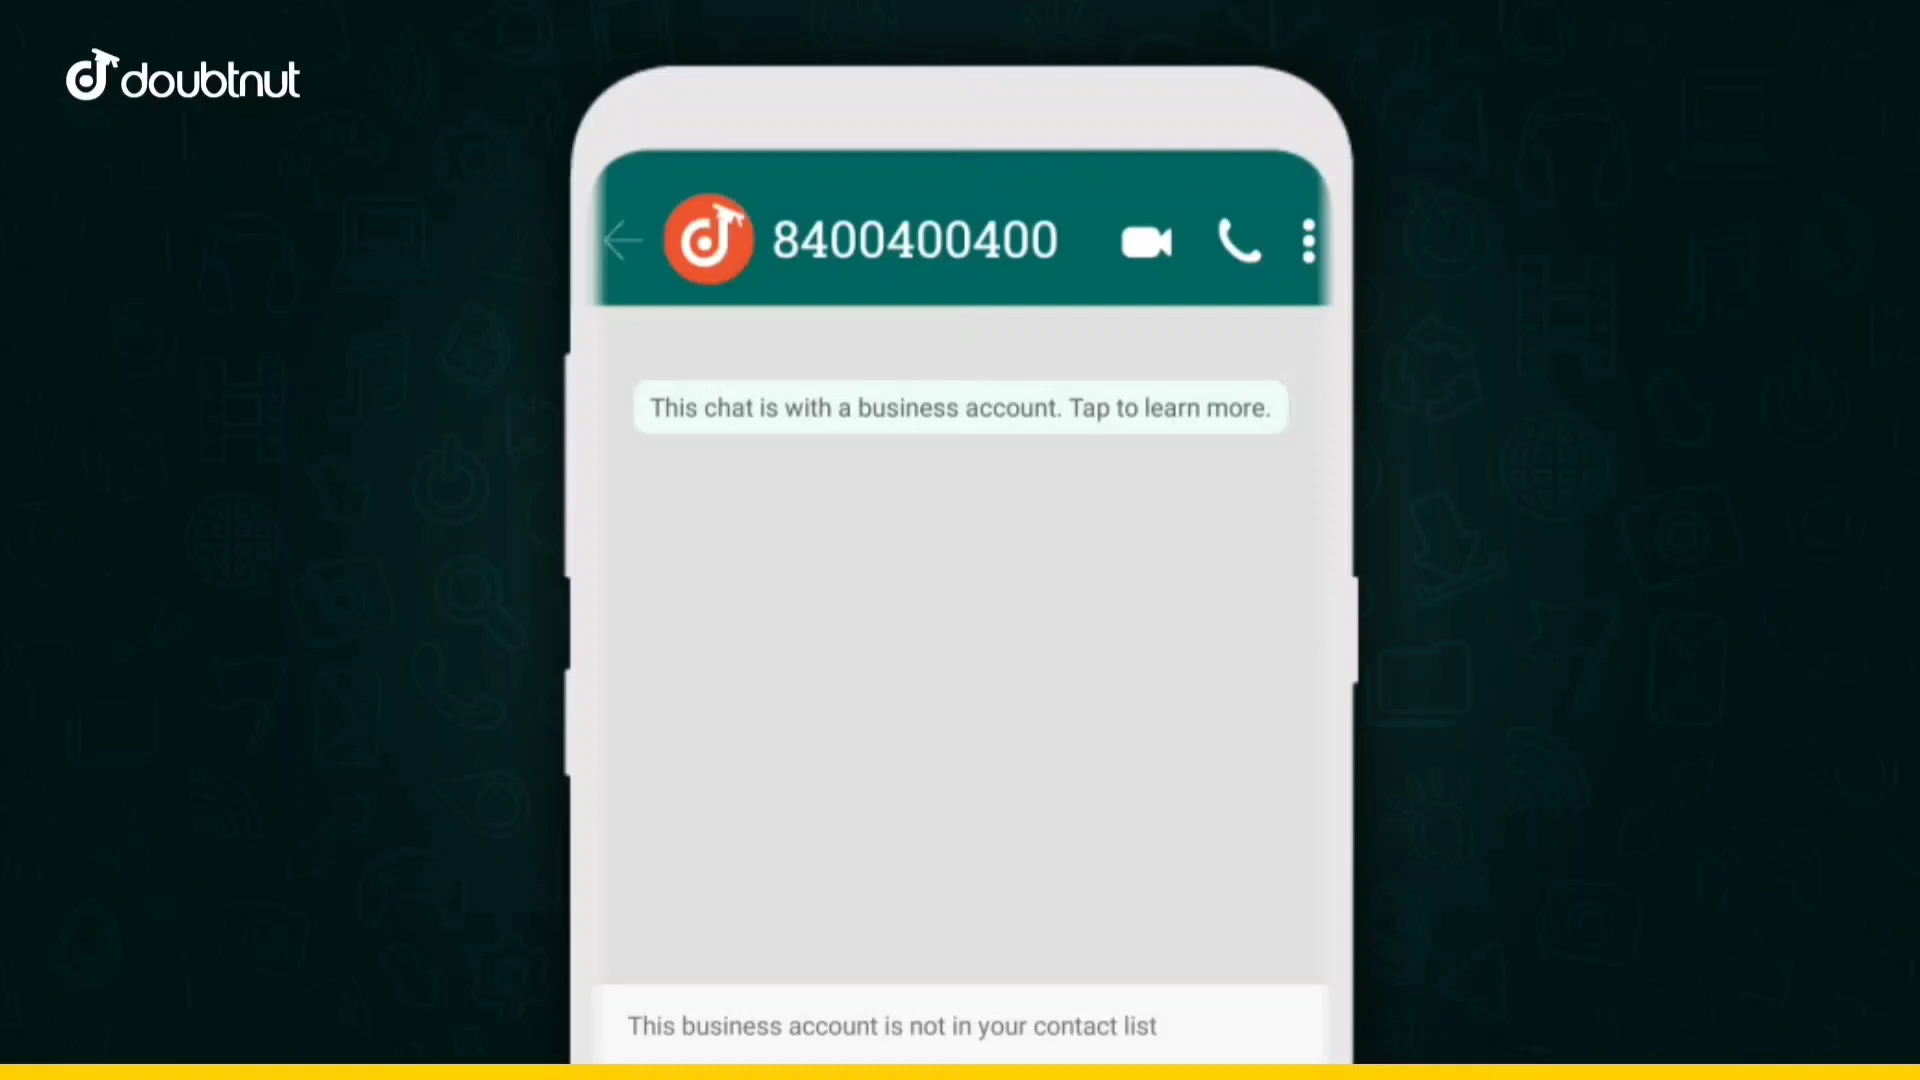 doubtnut
8400400400
This chat is with a business account. Tap to learn more.
This business account is not in your contact list